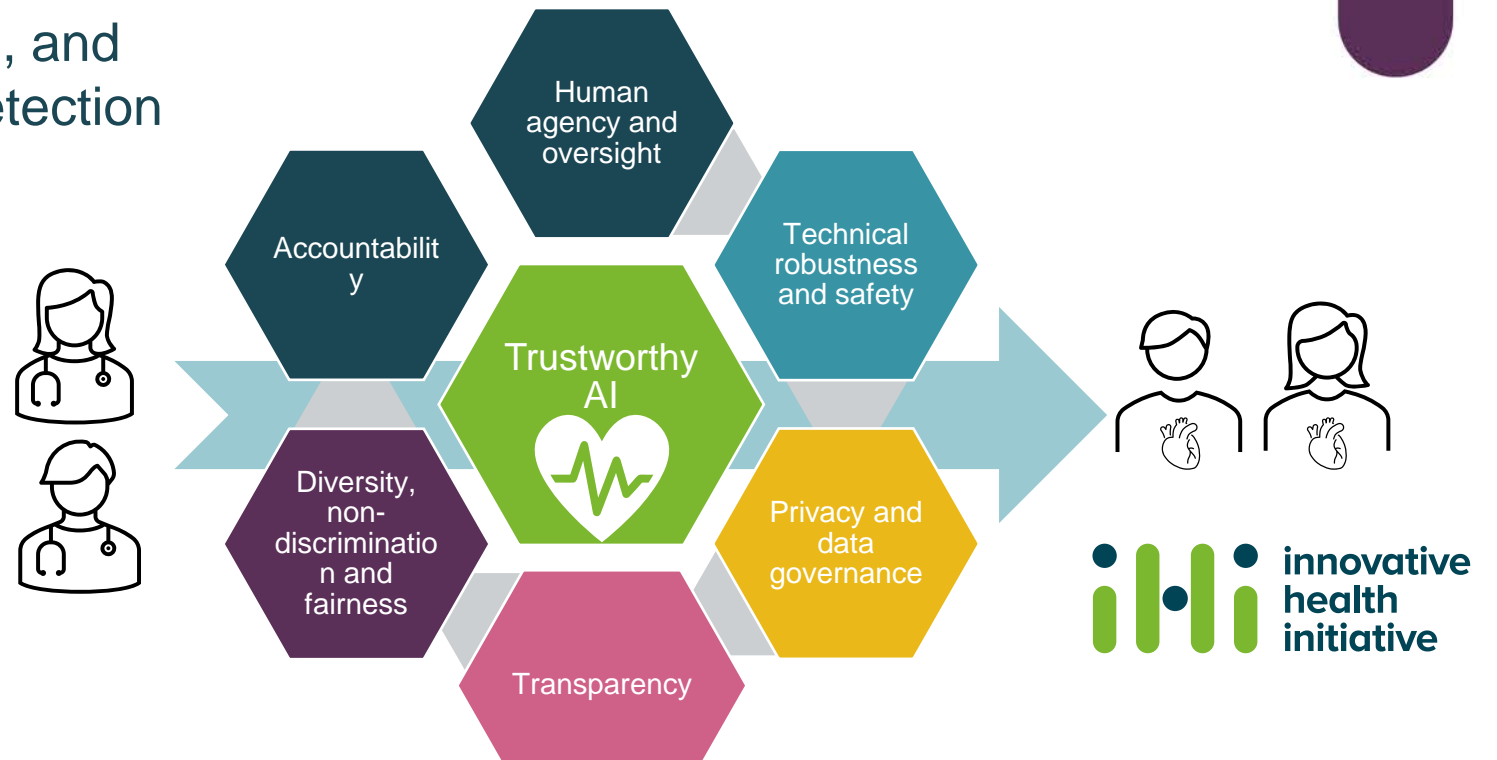 , and
etection
Human
agency and
oversight
Accountabilit
y
Technical
robustness
and safety
Trustworthy
AI
Diversity,
non-
discriminatio
n and
fairness
Privacy and
data
governance
Transparency
iHi
innovative
health
initiative